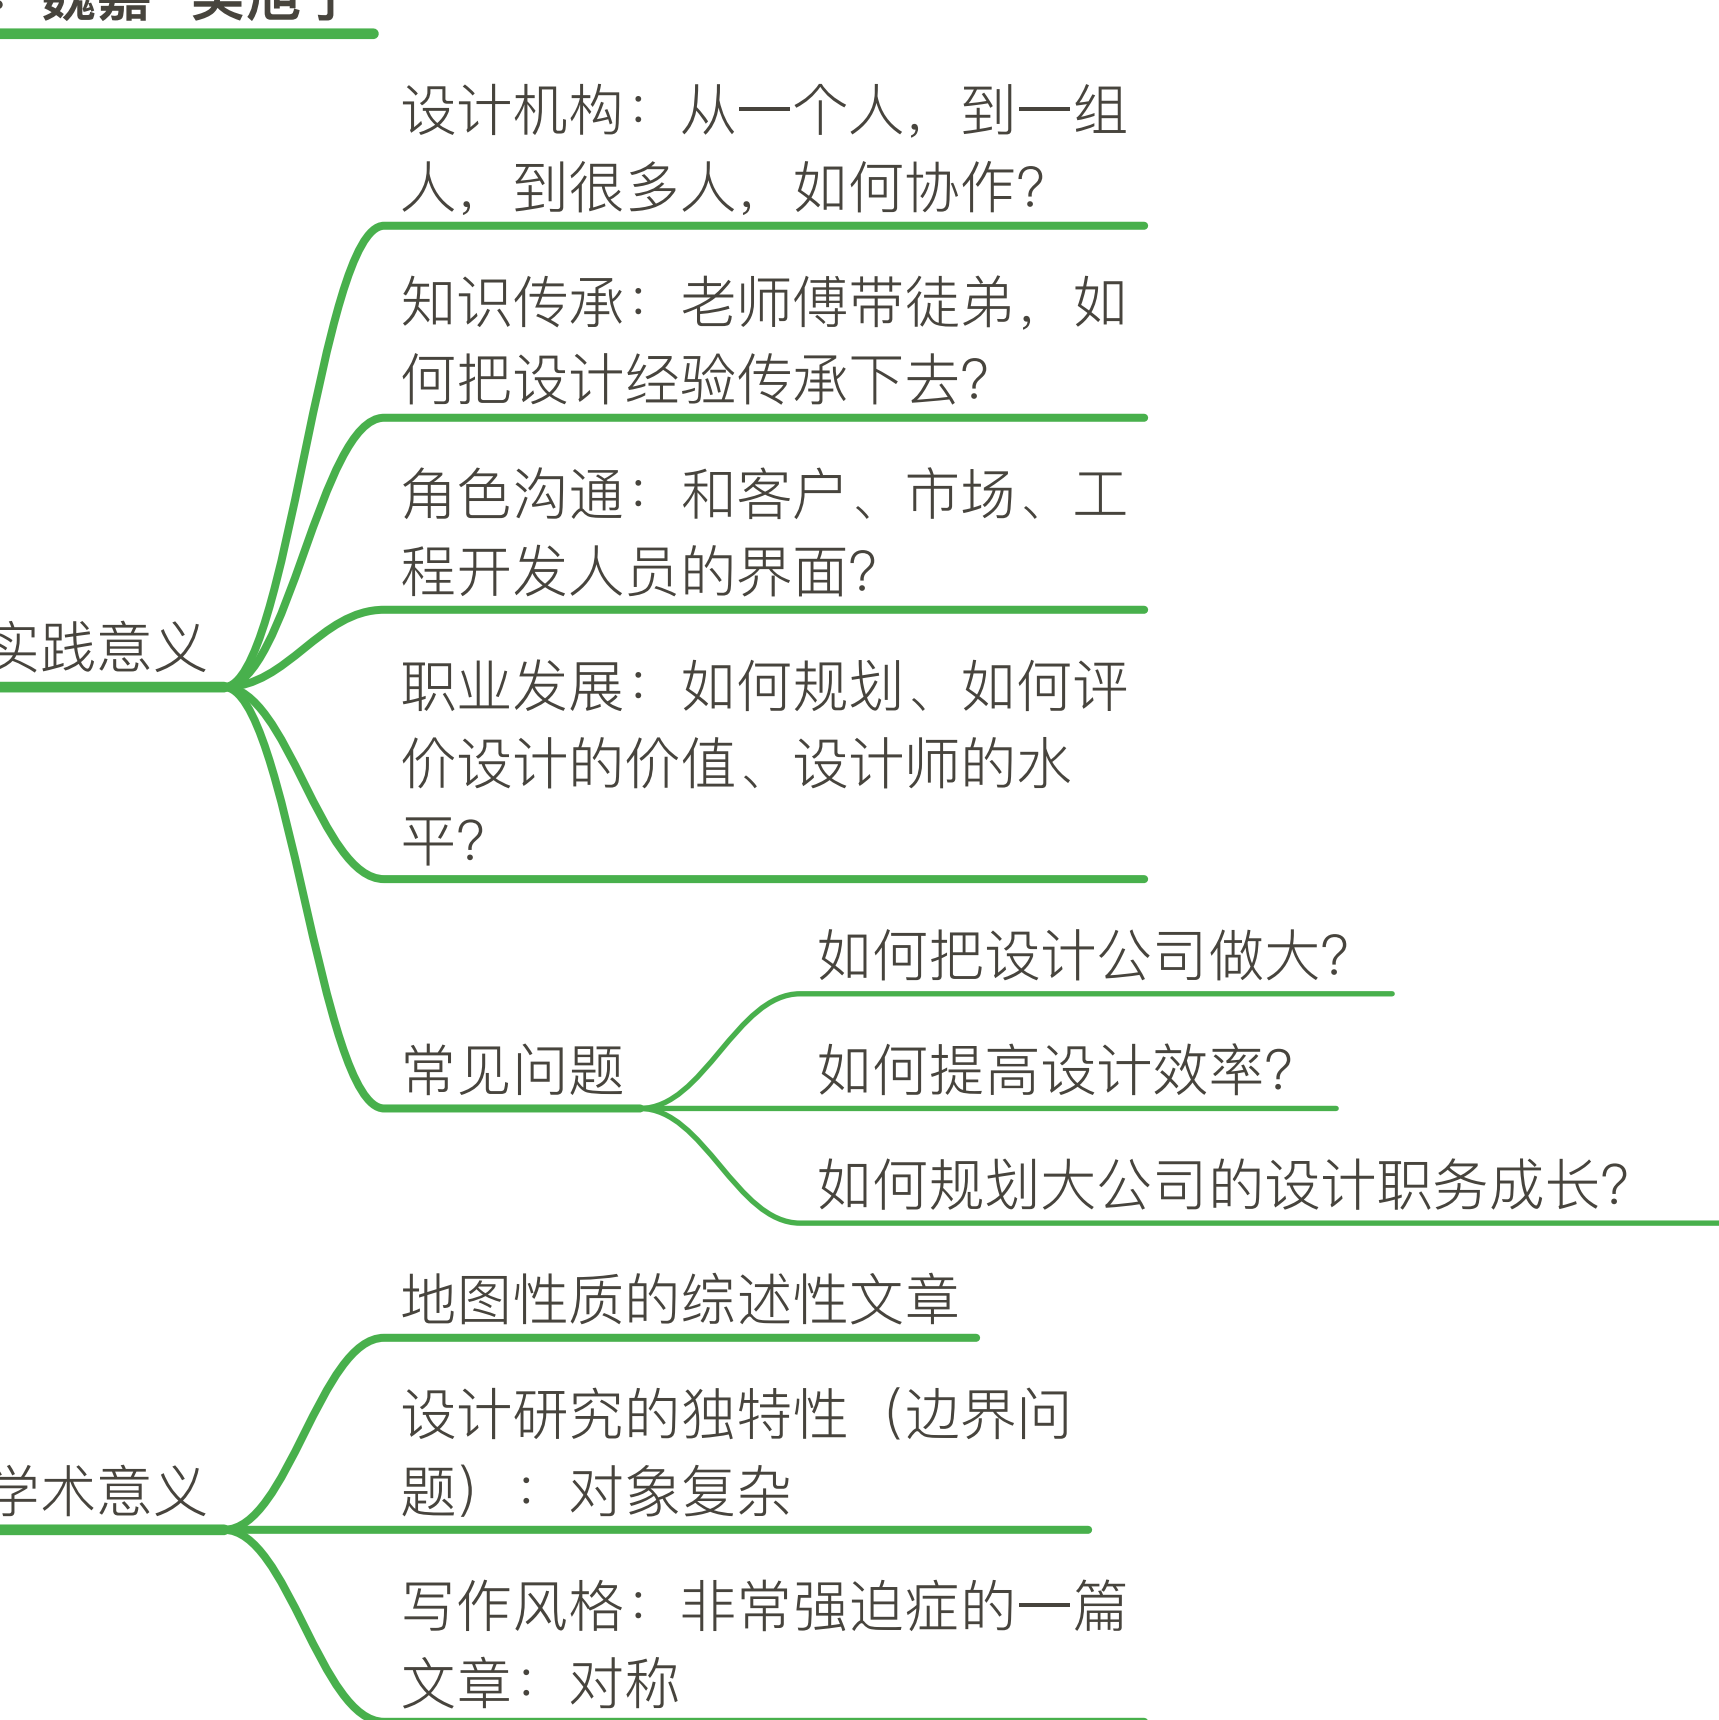 设计机构：从一个人，到一组
人，到很多人，如何协作？
知识传承：老师傅带徒弟，如
何把设计经验传承下去？
角色沟通：和客户、市场、工
程开发人员的界面？
实践意义
职业发展：如何规划、如何评
价设计的价值、设计师的水
平？
常见问题
如何把设计公司做大？
如何提高设计效率？
如何规划大公司的设计职务成长？
地图性质的综述性文章
学术意义
设计研究的独特性（边界问
题）：对象复杂
写作风格：非常强迫症的一篇
文章：对称